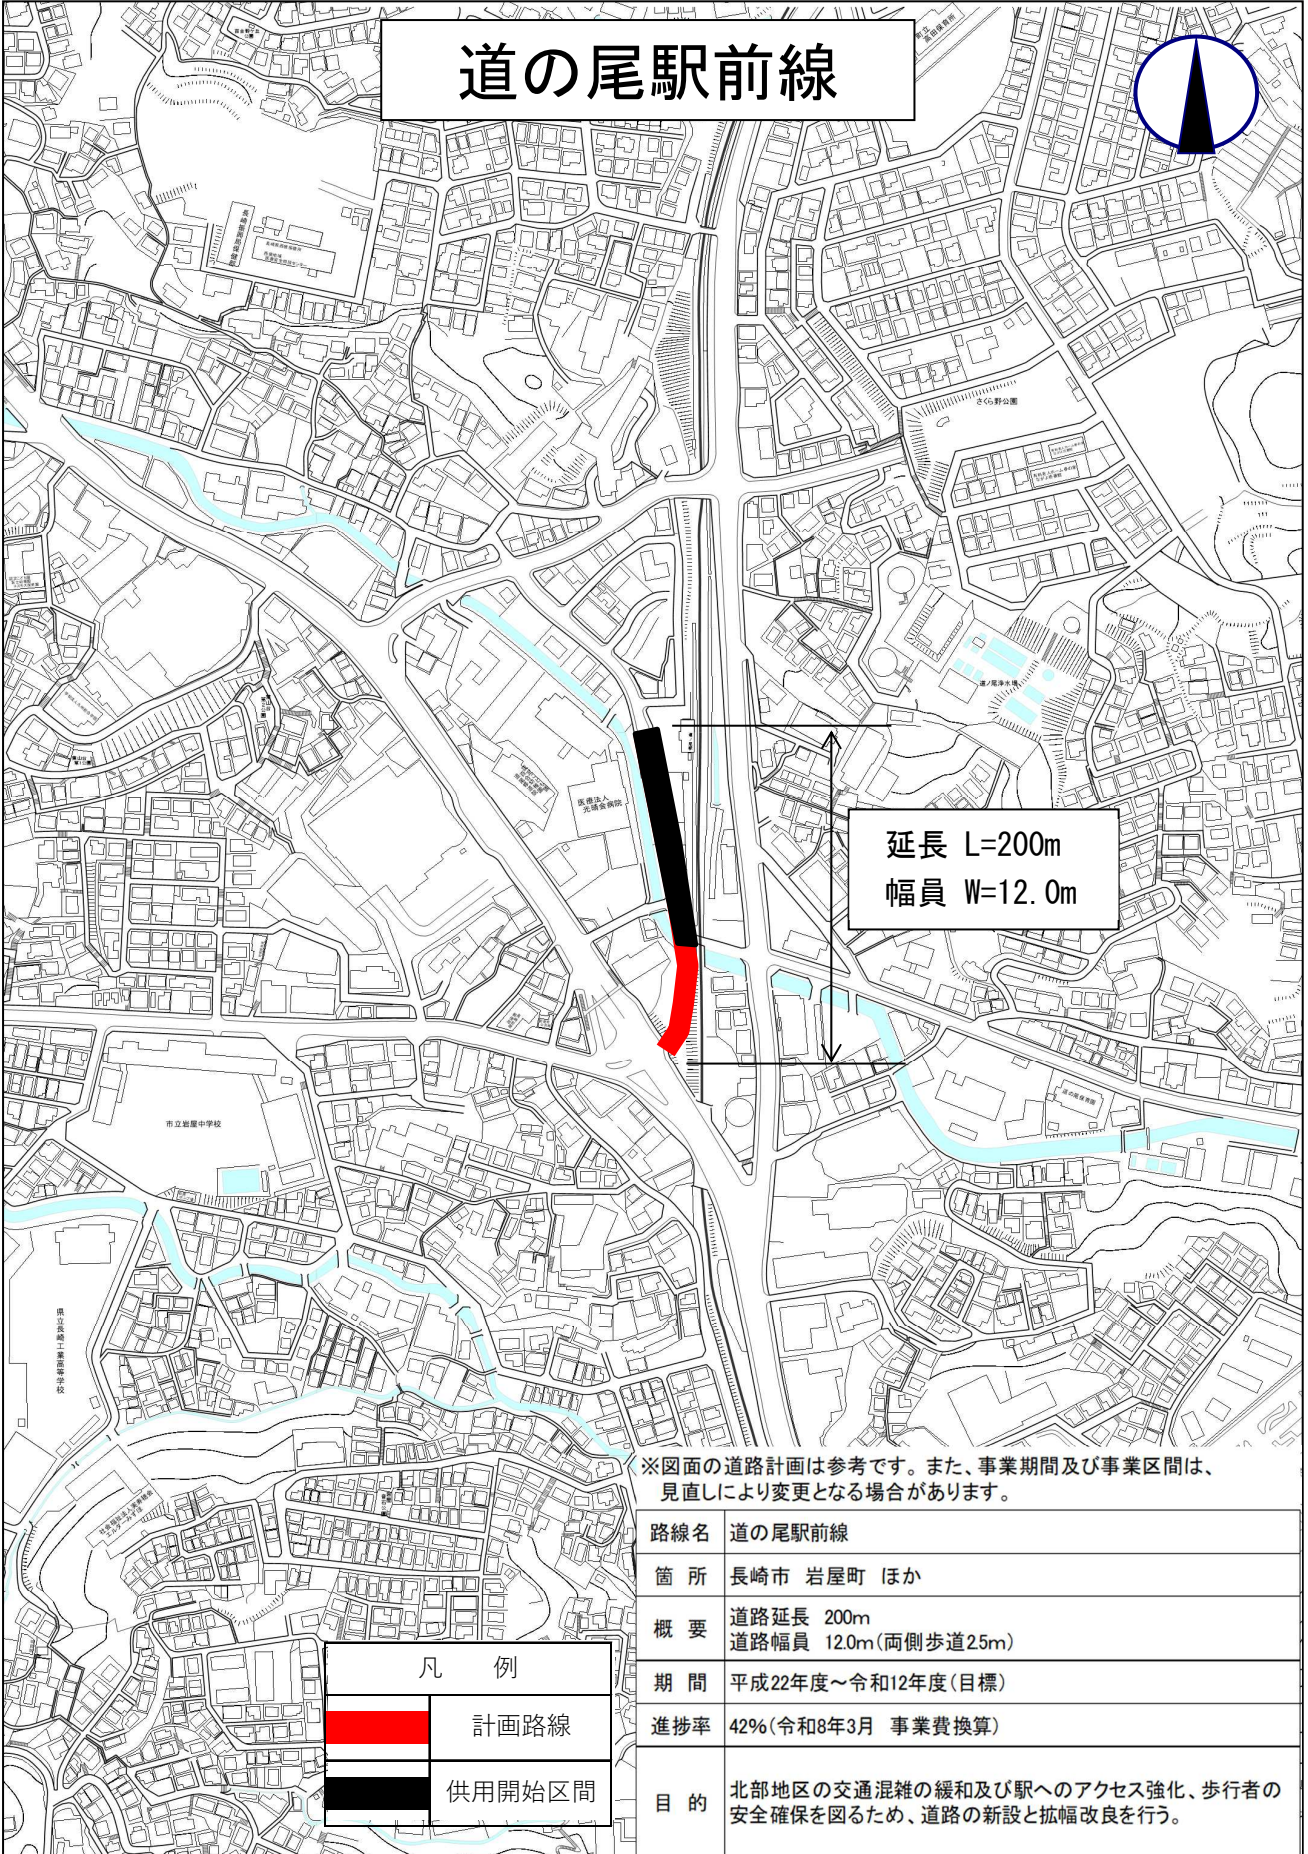 道の尾駅前線
さくら野公園
道ノ尾浄水場
医療法人
光晴会病院
延長 L=200m
幅員 W=12.0m
市立岩屋中学校
道の尾保育園
県立長崎工業高等学校
※図面の道路計画は参考です。また、事業期間及び事業区間は、
見直しにより変更となる場合があります。
路線名 道の尾駅前線
箇 所 長崎市 岩屋町 ほか
概 要 道路延長 200m
道路幅員 12.0m(両側歩道2.5m)
期 間 平成22年度～令和12年度(目標)
進捗率 42%(令和8年3月 事業費換算)
目 的 北部地区の交通混雑の緩和及び駅へのアクセス強化、歩行者の
安全確保を図るため、道路の新設と拡幅改良を行う。
凡 例
計画路線
供用開始区間